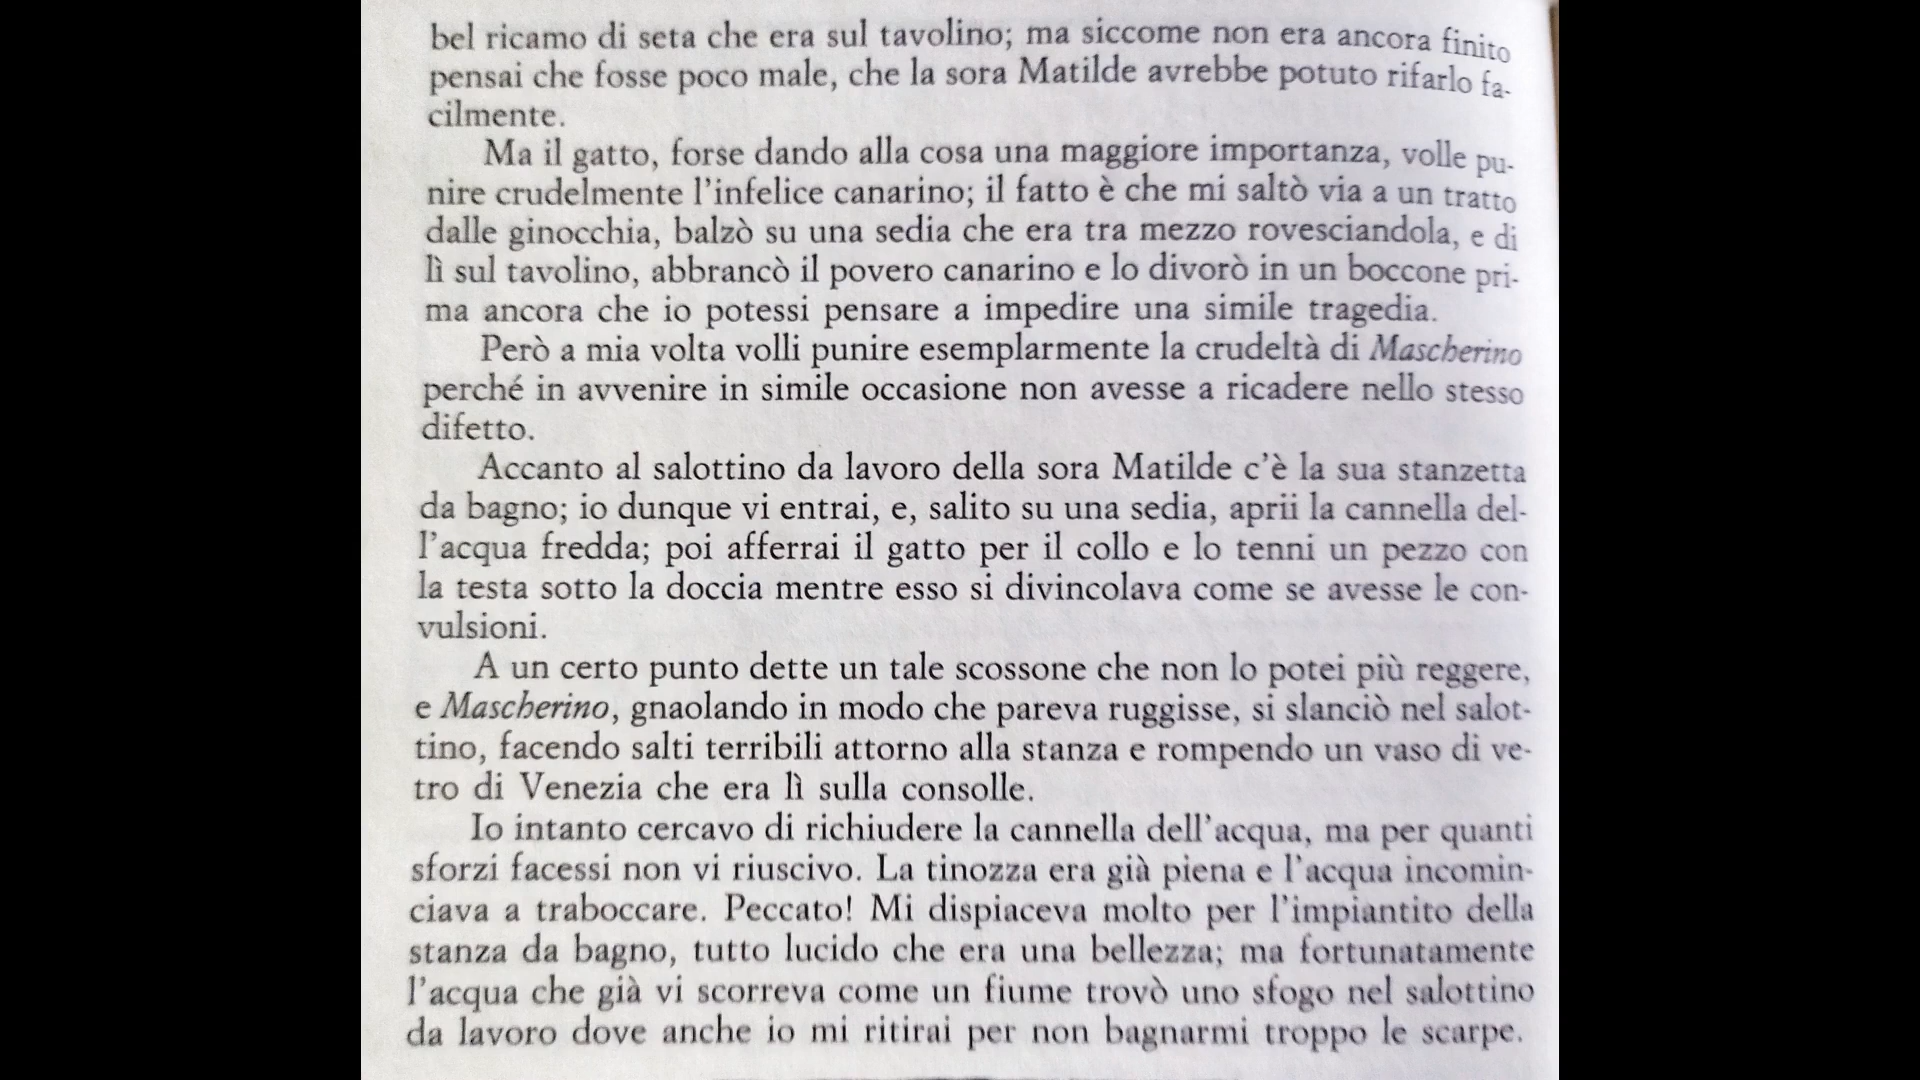 bel ricamo di seta che era sul tavolino; ma siccome non era ancora finito
pensai che fosse poco male, che la sora Matilde avrebbe potuto rifarlo fa-
cilmente.
Ma il gatto, forse dando alla cosa una maggiore importanza, volle pu-
nire crudelmente l'infelice canarino; il fatto è che mi saltò via a un tratto
dalle ginocchia, balzò su una sedia che era tra mezzo rovesciandola, e di
lì sul tavolino, abbrancò il povero canarino e lo divorò in un boccone pri-
ma ancora che io potessi pensare a impedire una simile tragedia.
Però a mia volta volli punire esemplarmente la crudeltà di Mascherino
perché in avvenire in simile occasione non avesse a ricadere nello stesso
difetto.
Accanto al salottino da lavoro della sora Matilde c'è la sua stanzetta
da bagno; io dunque vi entrai, e, salito su una sedia, aprii la cannella del-
l'acqua fredda; poi afferrai il gatto per il collo e lo tenni un pezzo con
la testa sotto la doccia mentre esso si divincolava come se avesse le con-
vulsioni.
A un certo punto dette un tale scossone che non lo potei più reggere,
e Mascherino, gnaolando in modo che pareva ruggisse, si slanciò nel salot-
tino, facendo salti terribili attorno alla stanza e rompendo un vaso di ve-
tro di Venezia che era lì sulla consolle.
Io intanto cercavo di richiudere la cannella dell'acqua, ma per quanti
sforzi facessi non vi riuscivo. La tinozza era già piena e l'acqua incomin-
ciava a traboccare. Peccato! Mi dispiaceva molto per l'impiantito della
stanza da bagno, tutto lucido che era una bellezza; ma fortunatamente
l'acqua che già vi scorreva come un fiume trovò uno sfogo nel salottino
da lavoro dove anche io mi ritirai per non bagnarmi troppo le scarpe.